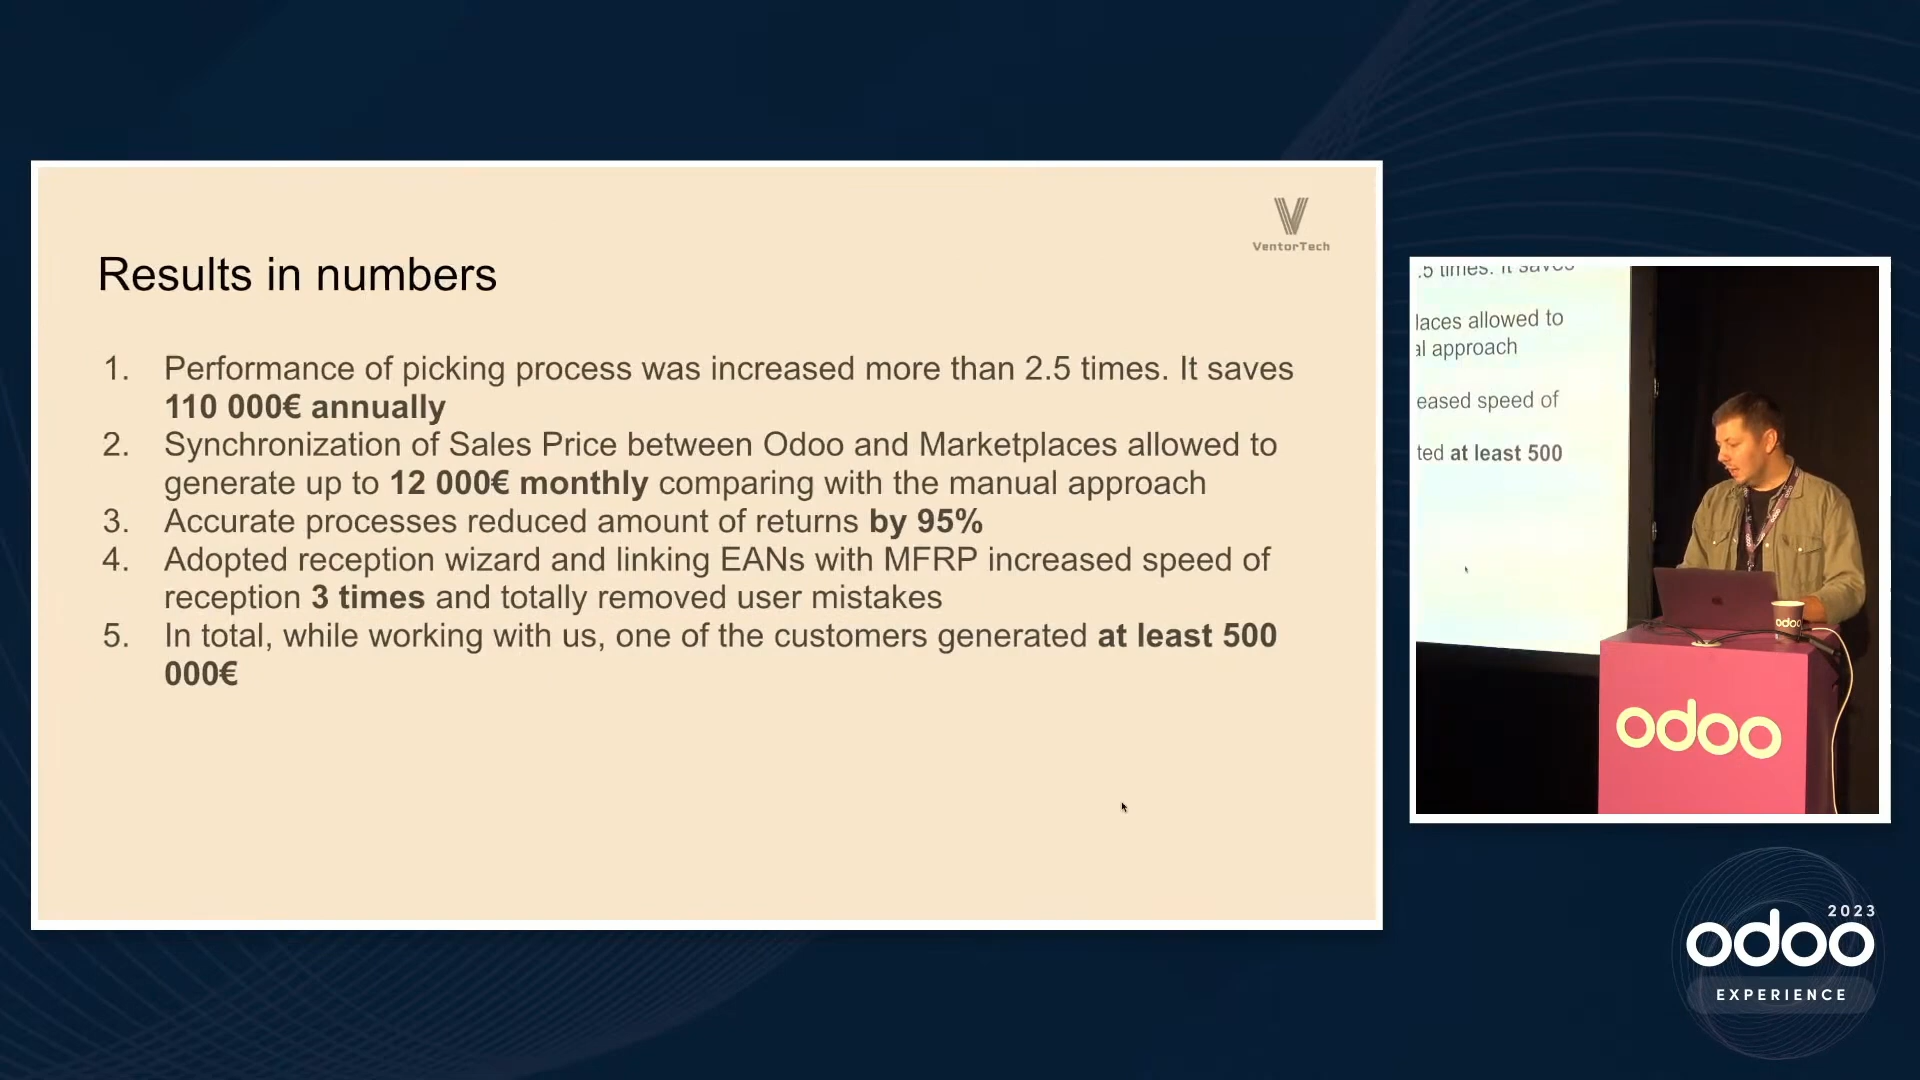 VentorTech
Results in numbers
1. Performance of picking process was increased more than 2.5 times. It saves
110 000€ annually
2. Synchronization of Sales Price between Odoo and Marketplaces allowed to
generate up to 12 000€ monthly comparing with the manual approach
3. Accurate processes reduced amount of returns by 95%
4. Adopted reception wizard and linking EANs with MFRP increased speed of
reception 3 times and totally removed user mistakes
5. In total, while working with us, one of the customers generated at least 500
000€
.5 times. It saves
laces allowed to
al approach
eased speed of
ted at least 500
odoo
odoo
2023
odoo
EXPERIENCE